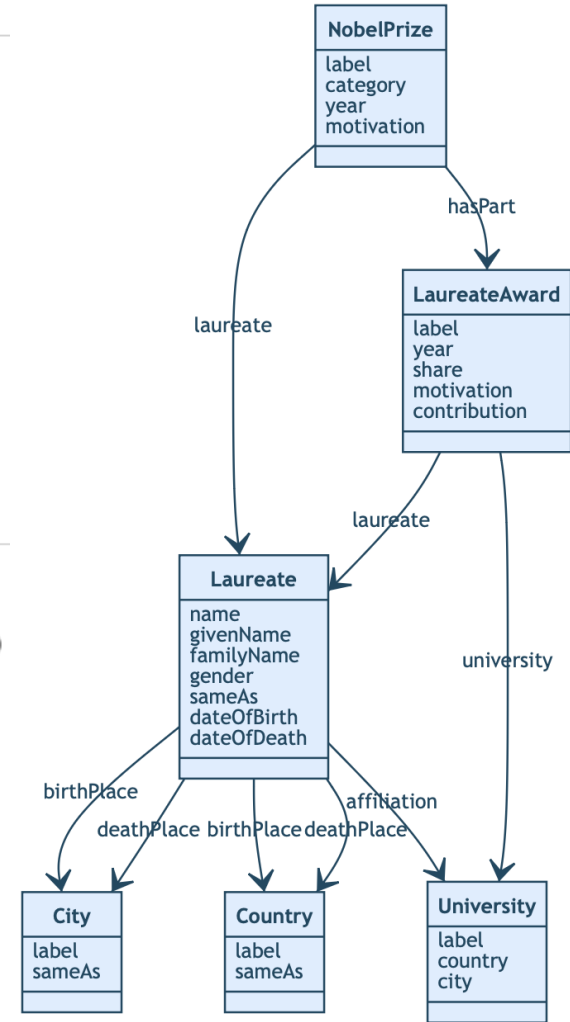 NobelPrize
label
category
year
motivation
hasPart
LaureateAward
label
year
share
motivation
contribution
laureate
laureate
Laureate
name
givenName
familyName
gender
sameAs
dateOfBirth
dateOfDeath
university
birthPlace
affiliation
deathPlace birthPlace deathPlace
City
label
sameAs
Country
label
sameAs
University
label
country
city